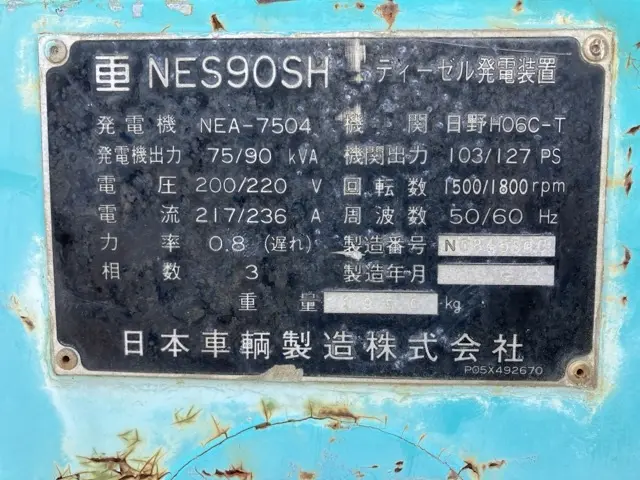 NES90SH ディーゼル発電装置
発電機 NEA-7504 機関 日野H06C-T
発電機出力 75/90 kVA 機関出力 103/127 PS
電圧 200/220 V 回転数 1500/1800rpm
電流 217/236 A 周波数 50/60 Hz
力率 0.8 (遅れ) 製造番号
相数 3 製造年月
重量 kg
日本車輌製造株式会社
P05X492670